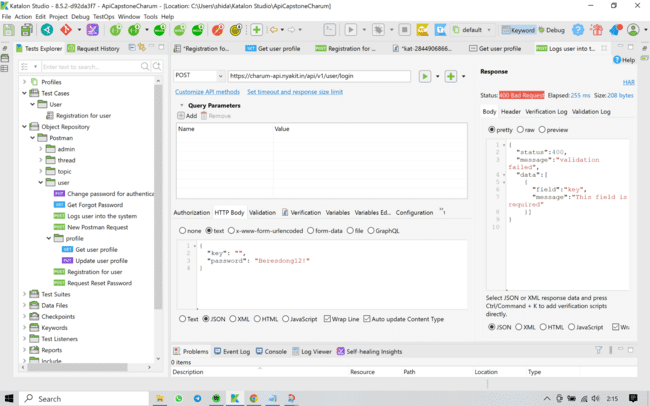 Katalon Studio - 8.5.2-d92da3f7 - ApiCapstoneCharum - [Location: C:\Users\shida\Katalon Studio\ApiCapstoneCharum]
File Action Edit Project Debug TestOps Window Tools Help
default
Keyword
Debug
Tests Explorer
Request History
Enter text to search...
Profiles
Test Cases
User
Registration for user
Object Repository
Postman
admin
thread
topic
user
Change password for authentica
Get Forgot Password
Logs user into the system
New Postman Request
profile
Get user profile
Update user profile
Registration for user
Request Reset Password
Test Suites
Data Files
Checkpoints
Keywords
Test Listeners
Reports
Include
*Registration fo...
Get user profile
Registration for ...
*kat-2844906866...
Get user profile
Logs user into t...
Help
POST
https://charum-api.nyakit.in/api/v1/user/login
Customize API methods
Set timeout and response size limit
Query Parameters
Add
Remove
Name
Value
Authorization
HTTP Body
Validation
Verification
Variables
Variables Ed...
Configuration
none
text
x-www-form-urlencoded
form-data
file
GraphQL
1 {
2 "key": "",
3 "password": "Beresdong12!"
4 }
Text
JSON
XML
HTML
JavaScript
Wrap Line
Auto update Content Type
Response
HAR
Status: 400 Bad Request Elapsed: 255 ms Size: 208 bytes
Body
Header
Verification Log
Validation Log
pretty
raw
preview
1 {
2 "status":400,
3 "message":"validation
failed",
4 "data":[
5 {
6 "field":"key",
7 "message":"This field is
required"
8 }]
9 }
10
Select JSON or XML response data and press
Ctrl/Command + K to add verification scripts
directly.
JSON
XML
HTML
JavaScript
Wra
Problems
Event Log
Console
Log Viewer
Self-healing Insights
0 items
Description
Resource
Path
Location
Type
Search
2:15